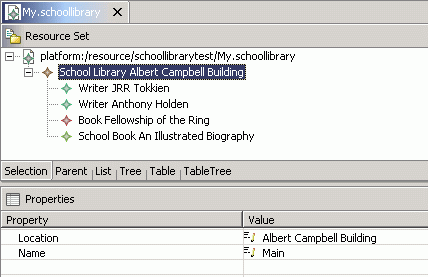 My.schoollibrary
Resource Set
platform:/resource/schoollibrarytest/My.schoollibrary
School Library Albert Campbell Building
Writer JRR Tokkien
Writer Anthony Holden
Book Fellowship of the Ring
School Book An Illustrated Biography
Selection Parent List Tree Table TableTree
Properties
Property Value
Location Albert Campbell Building
Name Main